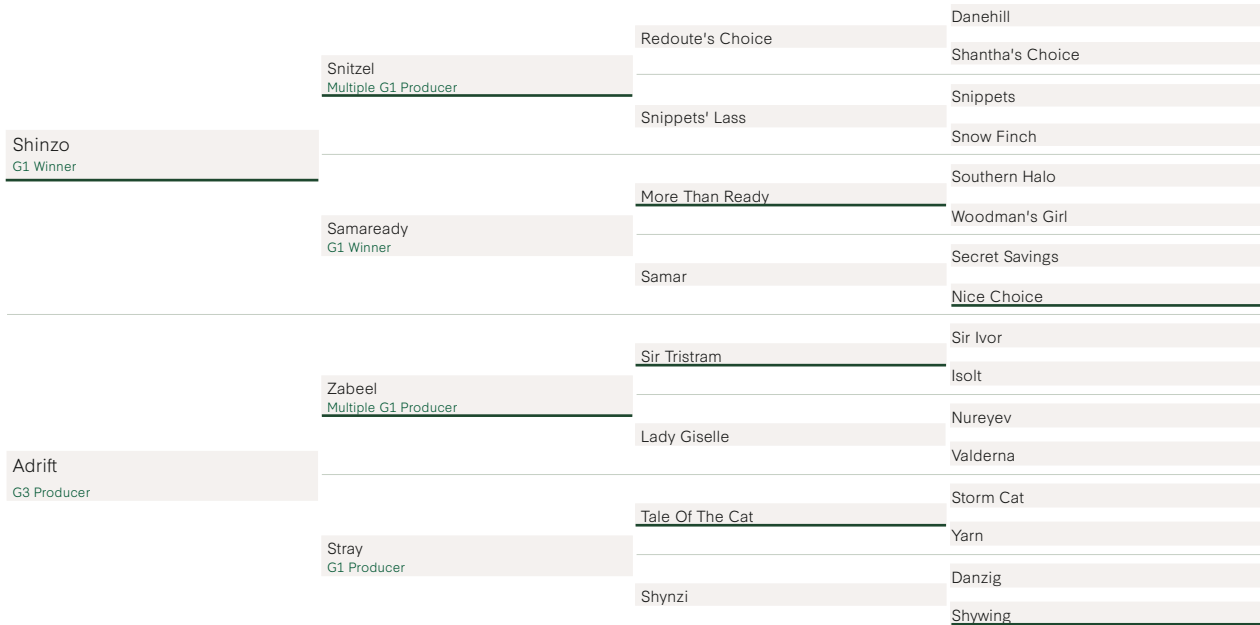 Shinzo
G1 Winner
Snitzel
Multiple G1 Producer
Redoute's Choice
Danehill
Shantha's Choice
Snippets' Lass
Snippets
Snow Finch
Samaready
G1 Winner
More Than Ready
Southern Halo
Woodman's Girl
Samar
Secret Savings
Nice Choice
Adrift
G3 Producer
Zabeel
Multiple G1 Producer
Sir Tristram
Sir Ivor
Isolt
Lady Giselle
Nureyev
Valderna
Stray
G1 Producer
Tale Of The Cat
Storm Cat
Yarn
Shynzi
Danzig
Shywing